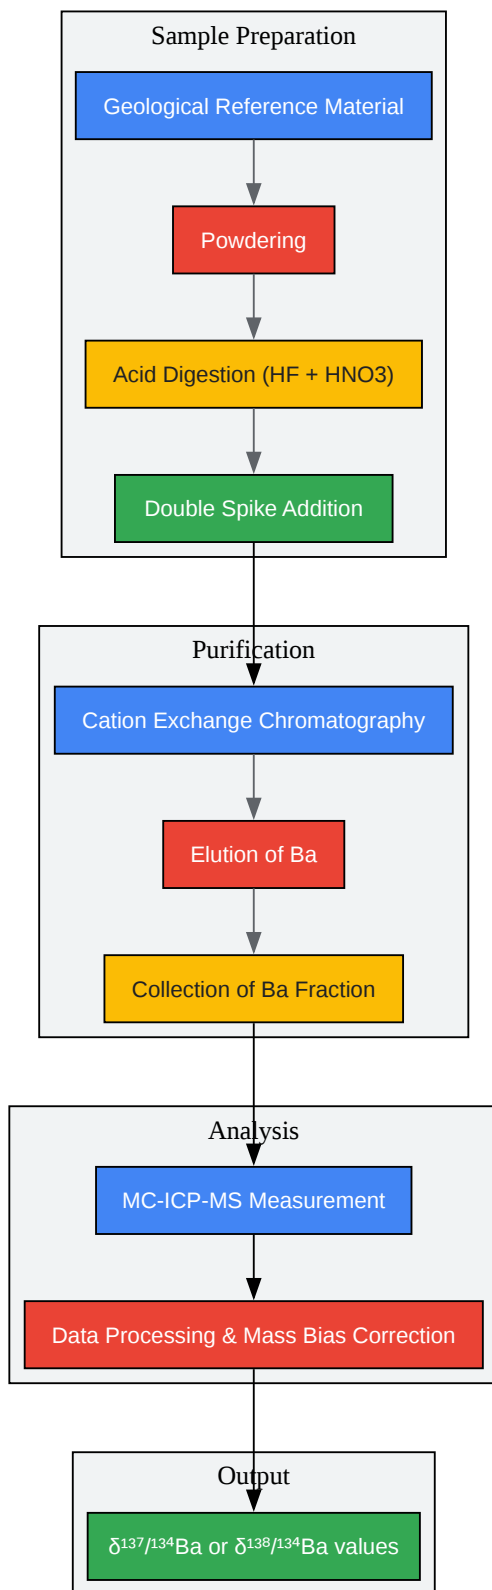 Sample Preparation
Geological Reference Material
Powdering
Acid Digestion (HF + HNO3)
Double Spike Addition
Purification
Cation Exchange Chromatography
Elution of Ba
Collection of Ba Fraction
Analysis
MC-ICP-MS Measurement
Data Processing & Mass Bias Correction
Output
δ¹³⁷/¹³⁴Ba or δ¹³⁸/¹³⁴Ba values